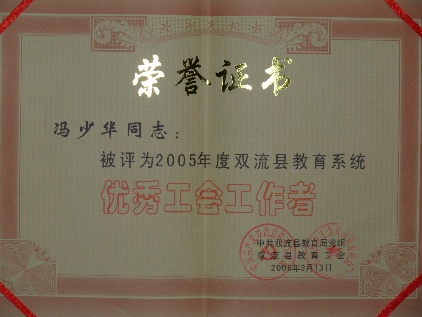 荣誉证书
冯少华同志：
被评为2005年度双流县教育系统
优秀工会工作者
中共双流县教育局党组
双流县教育工会
2005年3月13日